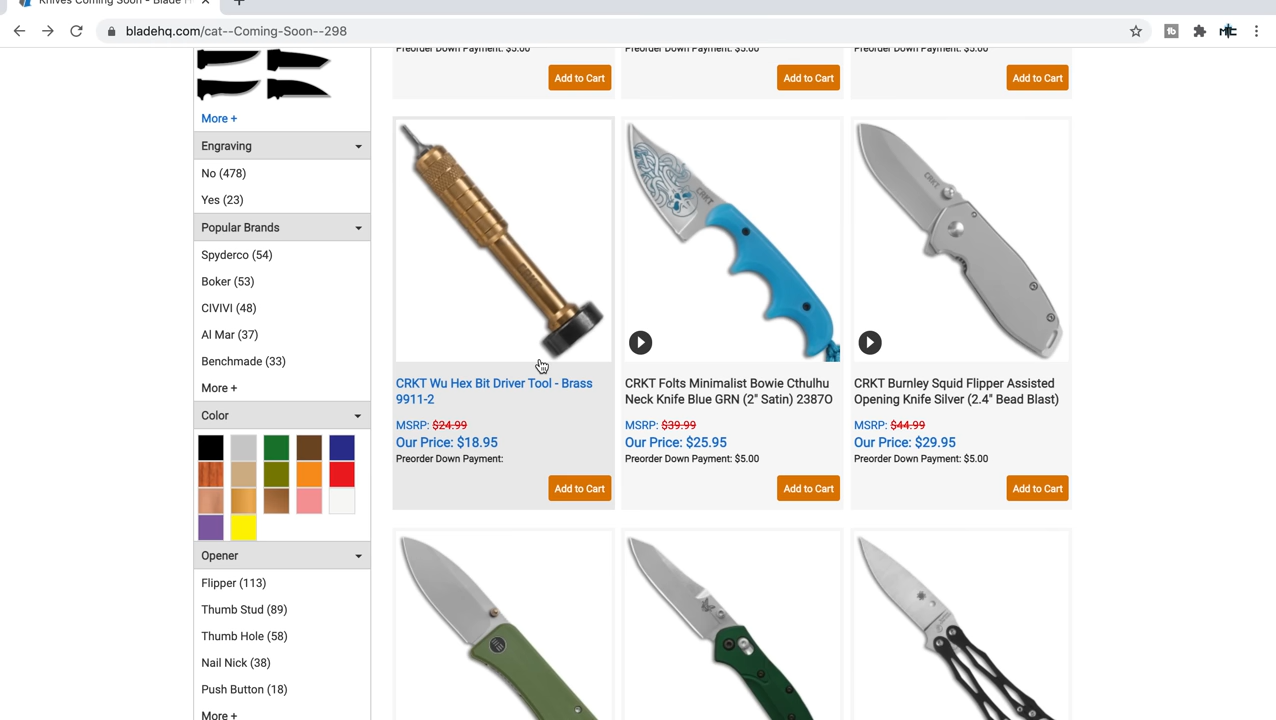 Knives Coming Soon - Blade H
bladehq.com/cat--Coming-Soon--298
Preorder Down Payment: $5.00
Preorder Down Payment: $5.00
Preorder Down Payment: $5.00
Add to Cart
Add to Cart
Add to Cart
More +
Engraving
No (478)
Yes (23)
Popular Brands
Spyderco (54)
Boker (53)
CIVIVI (48)
Al Mar (37)
Benchmade (33)
More +
Color
Opener
Flipper (113)
Thumb Stud (89)
Thumb Hole (58)
Nail Nick (38)
Push Button (18)
More +
CRKT Wu Hex Bit Driver Tool - Brass
9911-2
MSRP: $24.99
Our Price: $18.95
Preorder Down Payment:
Add to Cart
CRKT
CRKT Folts Minimalist Bowie Cthulhu
Neck Knife Blue GRN (2" Satin) 2387O
MSRP: $39.99
Our Price: $25.95
Preorder Down Payment: $5.00
Add to Cart
CRKT
CRKT Burnley Squid Flipper Assisted
Opening Knife Silver (2.4" Bead Blast)
MSRP: $44.99
Our Price: $29.95
Preorder Down Payment: $5.00
Add to Cart